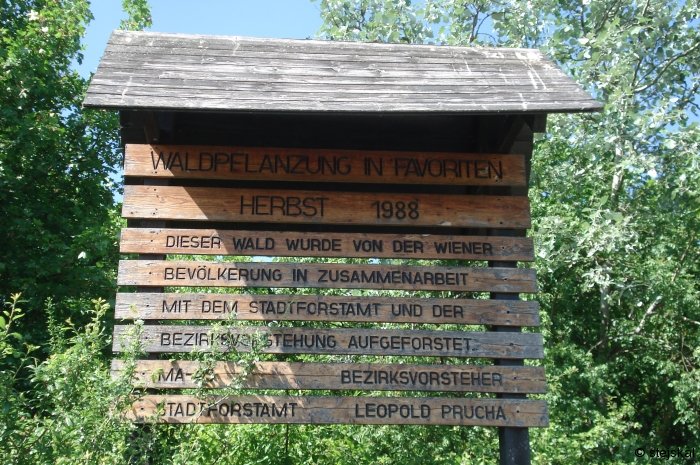 WALDPFLANZUNG IN FAVORITEN
HERBST 1988
DIESER WALD WURDE VON DER WIENER
BEVÖLKERUNG IN ZUSAMMENARBEIT
MIT DEM STADTFORSTAMT UND DER
BEZIRKSVORSTEHUNG AUFGEFORSTET
MA- BEZIRKSVORSTEHER
STADTFORSTAMT LEOPOLD PRUCHA